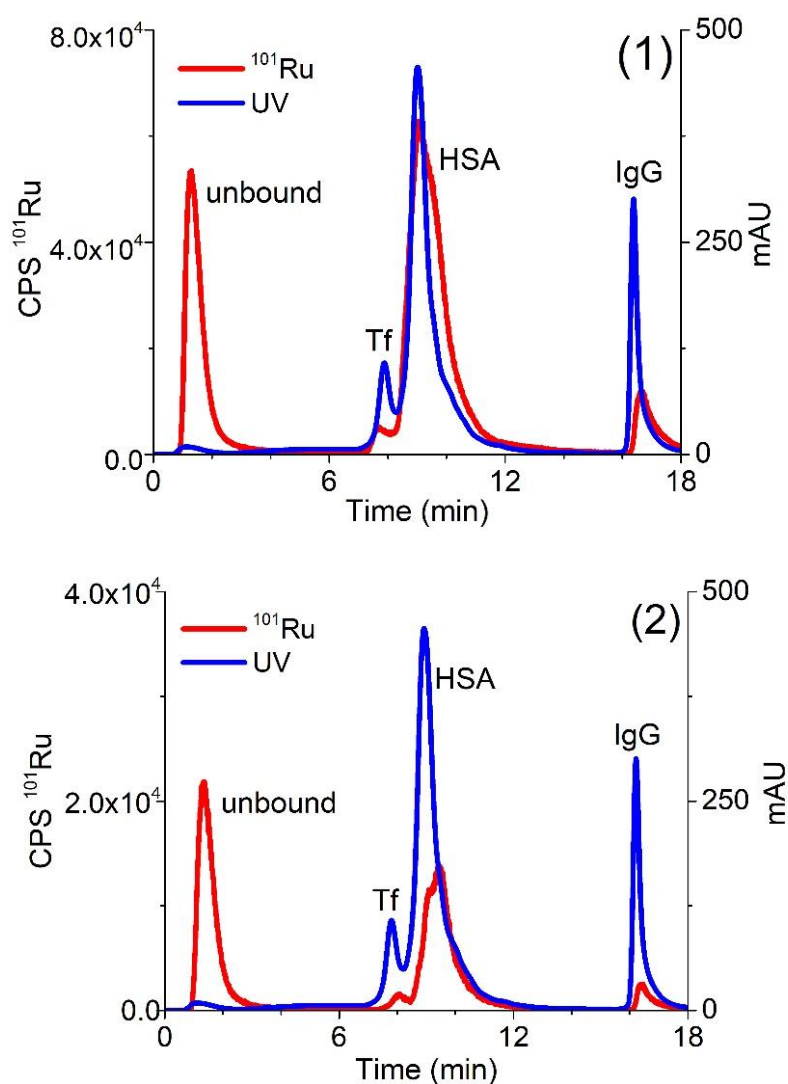 8.0x10⁴
500
(1)
¹⁰¹Ru
UV
HSA
IgG
unbound
4.0x10⁴
250
CPS ¹⁰¹Ru
mAU
Tf
0.0
0
0
6
12
18
Time (min)
4.0x10⁴
500
(2)
¹⁰¹Ru
UV
HSA
IgG
unbound
2.0x10⁴
250
CPS ¹⁰¹Ru
mAU
Tf
0.0
0
0
6
12
18
Time (min)